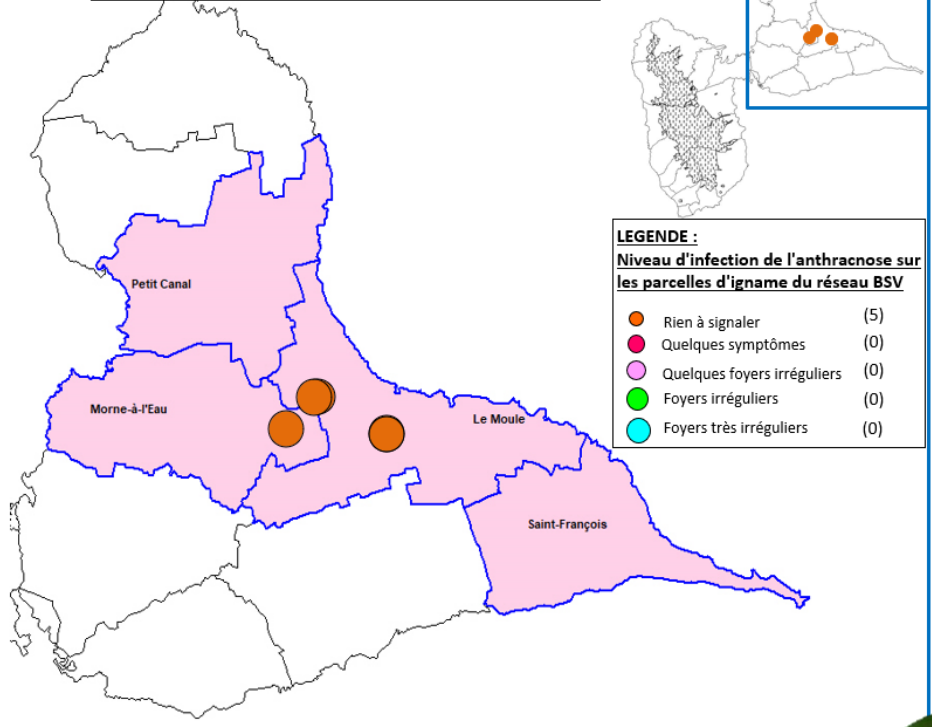 LEGENDE :
Niveau d'infection de l'anthracnose sur
les parcelles d'igname du réseau BSV
Rien à signaler (5)
Quelques symptômes (0)
Quelques foyers irréguliers (0)
Foyers irréguliers (0)
Foyers très irréguliers (0)
Petit Canal
Morne-à-l'Eau
Le Moule
Saint-François